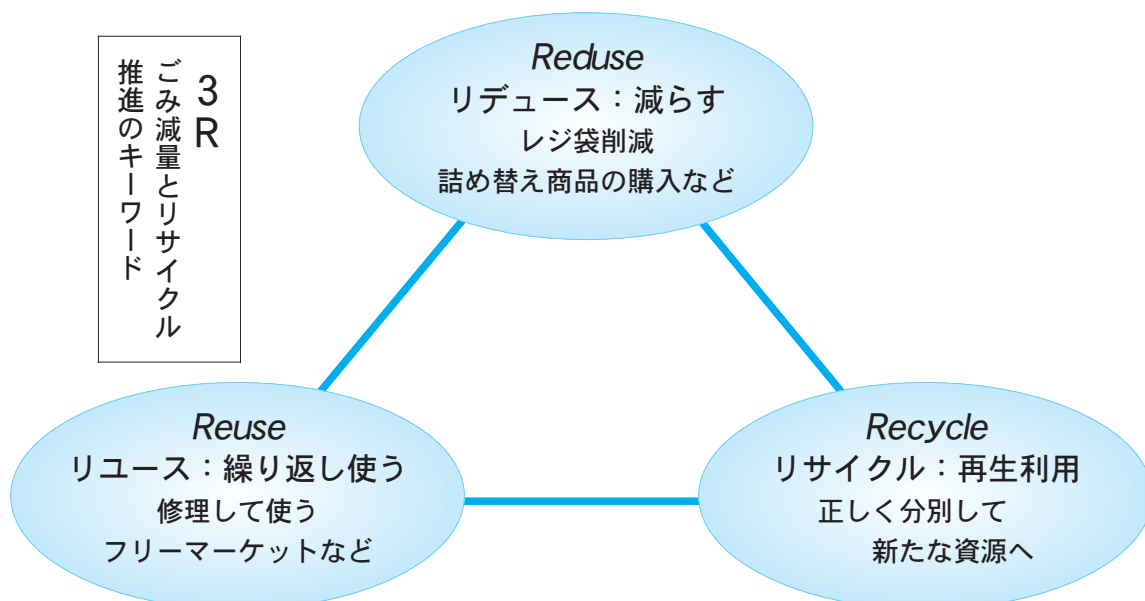 3R
ごみ減量とリサイクル
推進のキーワード
Reduse
リデュース：減らす
レジ袋削減
詰め替え商品の購入など
Reuse
リユース：繰り返し使う
修理して使う
フリーマーケットなど
Recycle
リサイクル：再生利用
正しく分別して
新たな資源へ